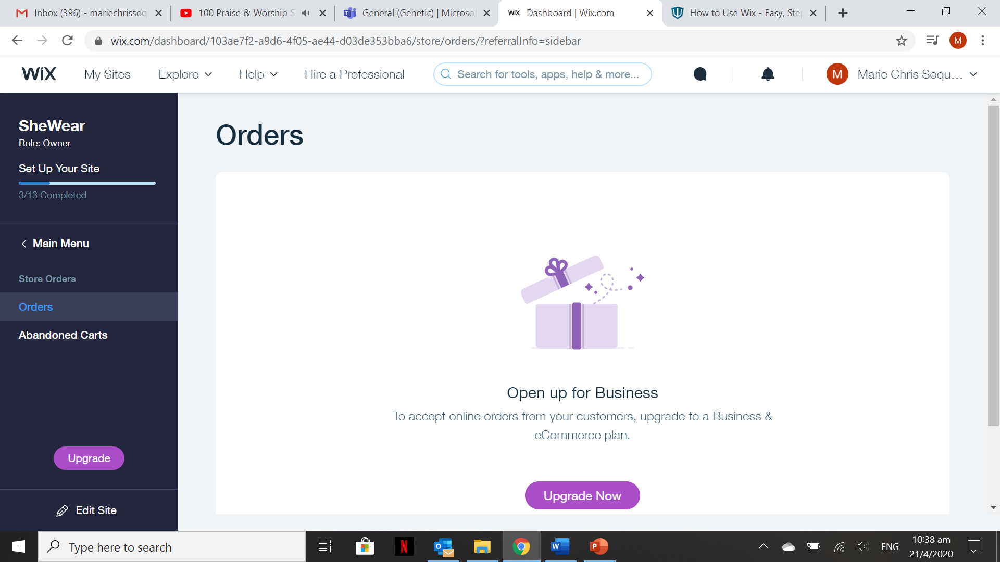 Inbox (396) - mariechrissoq
100 Praise & Worship S
General (Genetic) | Microsof
WiX Dashboard | Wix.com
How to Use Wix - Easy, Step
wix.com/dashboard/103ae7f2-a9d6-4f05-ae44-d03de353bba6/store/orders/?referralInfo=sidebar
M
WiX
My Sites
Explore
Help
Hire a Professional
Search for tools, apps, help & more...
M
Marie Chris Soqu...
SheWear
Role: Owner
Set Up Your Site
3/13 Completed
Main Menu
Store Orders
Orders
Abandoned Carts
Upgrade
Edit Site
Orders
Open up for Business
To accept online orders from your customers, upgrade to a Business &
eCommerce plan.
Upgrade Now
Type here to search
N
O
W
P
ENG
10:38 am
21/4/2020